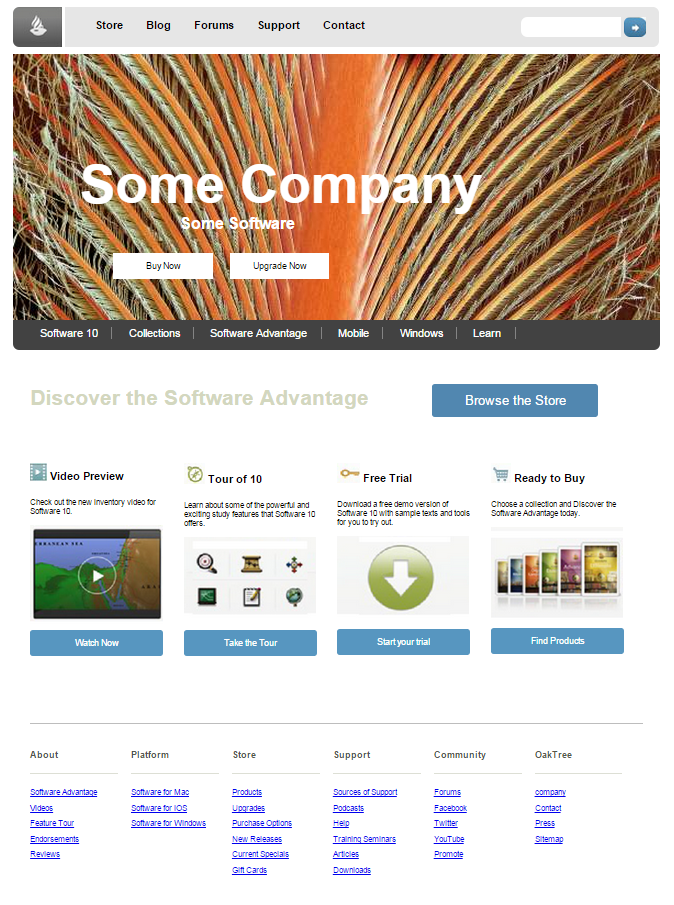 Store Blog Forums Support Contact
Some Company
Some Software
Buy Now Upgrade Now
Software 10 Collections Software Advantage Mobile Windows Learn
Discover the Software Advantage
Browse the Store
Video Preview
Check out the new Inventory video for
Software 10.
Watch Now
Tour of 10
Learn about some of the powerful and
exciting study features that Software 10
offers.
Take the Tour
Free Trial
Download a free demo version of
Software 10 with sample texts and tools
for you to try out.
Start your trial
Ready to Buy
Choose a collection and Discover the
Software Advantage today.
Find Products
About
Software Advantage
Videos
Feature Tour
Endorsements
Reviews
Platform
Software for Mac
Software for iOS
Software for Windows
Store
Products
Upgrades
Purchase Options
New Releases
Current Specials
Gift Cards
Support
Sources of Support
Podcasts
Help
Training Seminars
Articles
Downloads
Community
Forums
Facebook
Twitter
YouTube
Promote
OakTree
company
Contact
Press
Sitemap